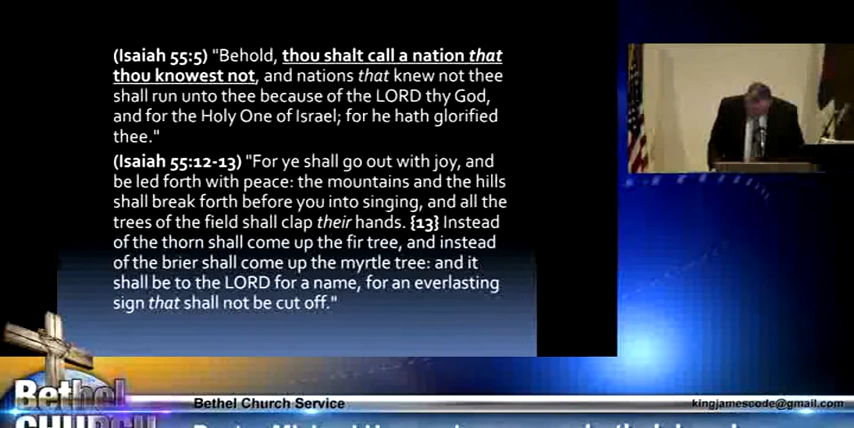 (Isaiah 55:5) "Behold, thou shalt call a nation that
thou knowest not, and nations that knew not thee
shall run unto thee because of the LORD thy God,
and for the Holy One of Israel; for he hath glorified
thee."
(Isaiah 55:12-13) "For ye shall go out with joy, and
be led forth with peace: the mountains and the hills
shall break forth before you into singing, and all the
trees of the field shall clap their hands. {13} Instead
of the thorn shall come up the fir tree, and instead
of the brier shall come up the myrtle tree: and it
shall be to the LORD for a name, for an everlasting
sign that shall not be cut off."
Bethel
CHURCH
Bethel Church Service
kingjamescode@gmail.com